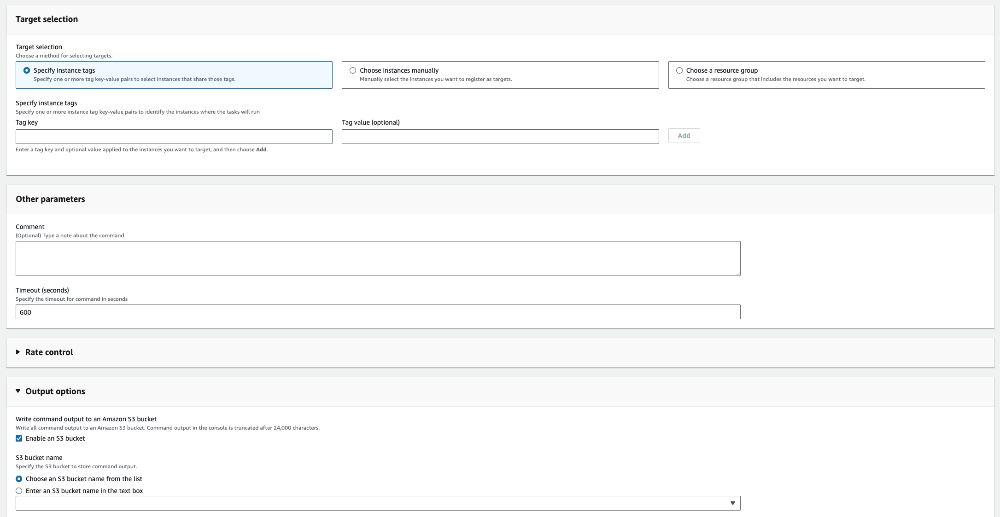 Target selection
Target selection
Choose a method for selecting targets.
Specify instance tags
Specify one or more tag key-value pairs to select instances that share those tags.
Choose instances manually
Manually select the instances you want to register as targets.
Choose a resource group
Choose a resource group that includes the resources you want to target.
Specify instance tags
Specify one or more instance tag key-value pairs to identify the instances where the tasks will run
Tag key
Tag value (optional)
Add
Enter a tag key and optional value applied to the instances you want to target, and then choose Add.
Other parameters
Comment
(Optional) Type a note about the command
Timeout (seconds)
Specify the timeout for command in seconds
600
Rate control
Output options
Write command output to an Amazon S3 bucket
Write all command output to an Amazon S3 bucket. Command output in the console is truncated after 24,000 characters.
Enable an S3 bucket
S3 bucket name
Specify the S3 bucket to store command output.
Choose an S3 bucket name from the list
Enter an S3 bucket name in the text box